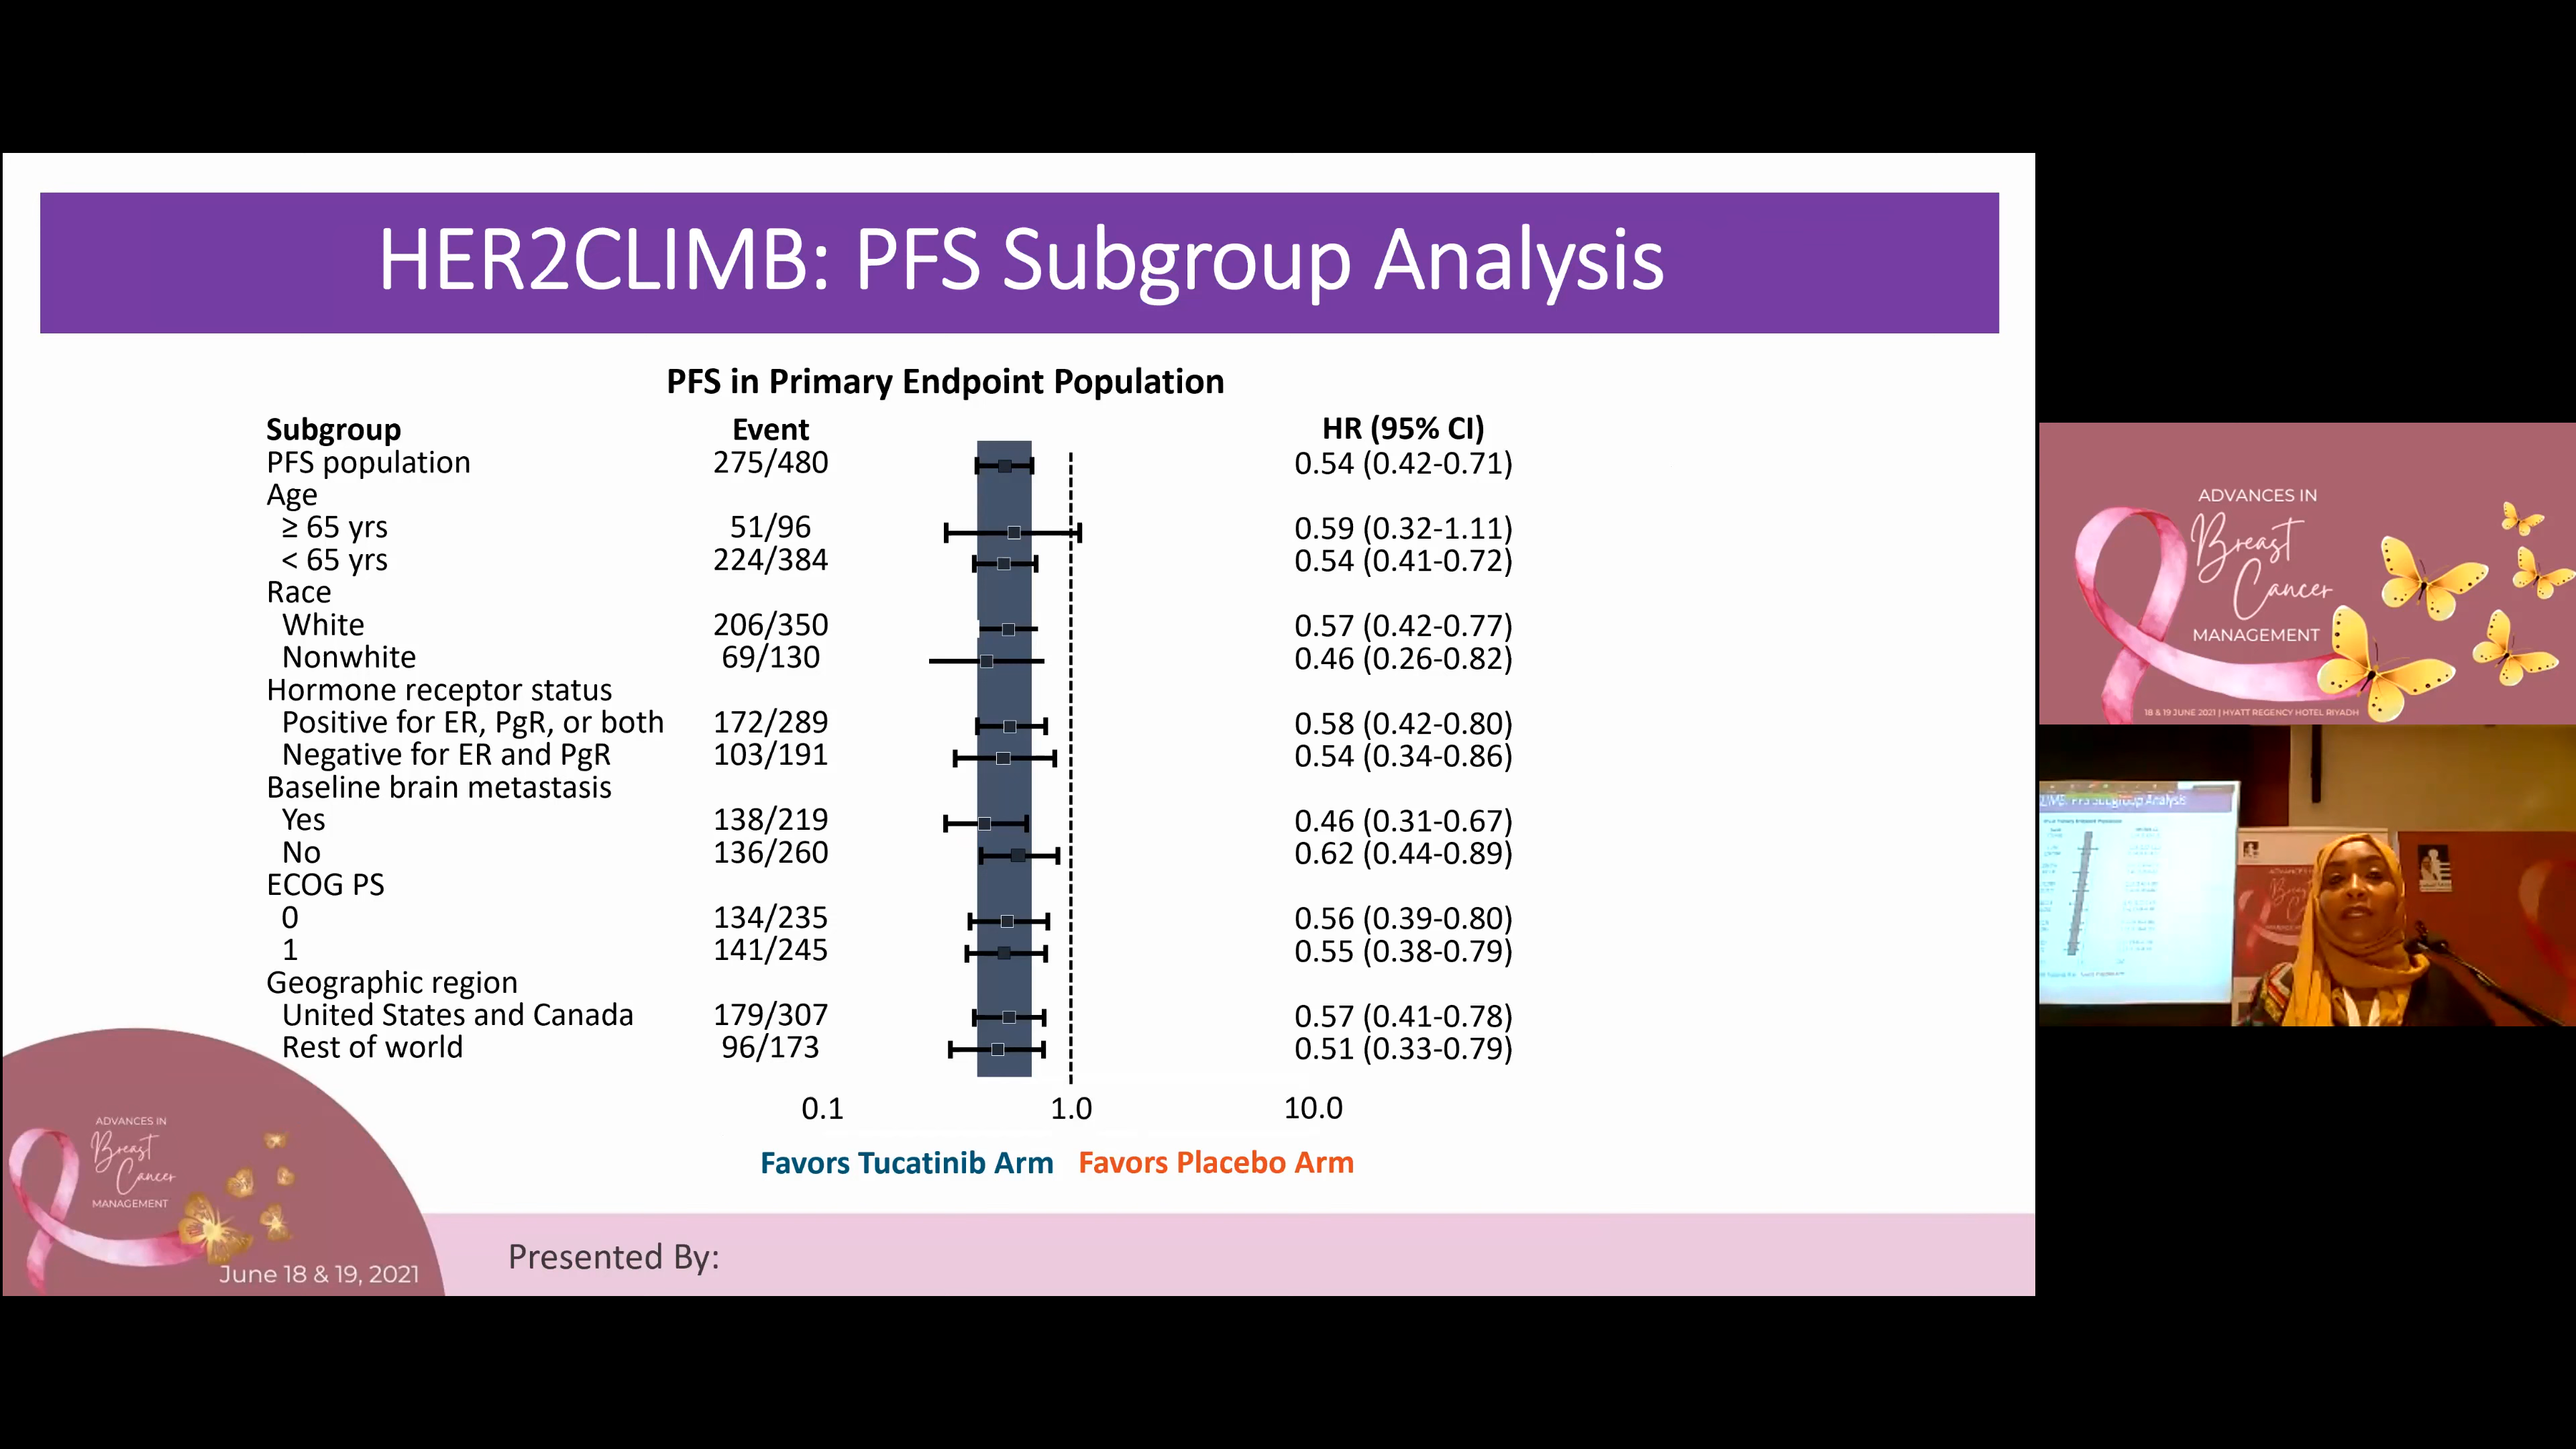 HER2CLIMB: PFS Subgroup Analysis
PFS in Primary Endpoint Population
Subgroup Event HR (95% CI)
PFS population 275/480 0.54 (0.42-0.71)
Age
≥ 65 yrs 51/96 0.59 (0.32-1.11)
< 65 yrs 224/384 0.54 (0.41-0.72)
Race
White 206/350 0.57 (0.42-0.77)
Nonwhite 69/130 0.46 (0.26-0.82)
Hormone receptor status
Positive for ER, PgR, or both 172/289 0.58 (0.42-0.80)
Negative for ER and PgR 103/191 0.54 (0.34-0.86)
Baseline brain metastasis
Yes 138/219 0.46 (0.31-0.67)
No 136/260 0.62 (0.44-0.89)
ECOG PS
0 134/235 0.56 (0.39-0.80)
1 141/245 0.55 (0.38-0.79)
Geographic region
United States and Canada 179/307 0.57 (0.41-0.78)
Rest of world 96/173 0.51 (0.33-0.79)
0.1 1.0 10.0
Favors Tucatinib Arm Favors Placebo Arm
ADVANCES IN
Breast
Cancer
MANAGEMENT
June 18 & 19, 2021
Presented By:
ADVANCES IN
Breast
Cancer
MANAGEMENT
18 & 19 JUNE 2021 | HYATT REGENCY HOTEL RIYADH
PFS Subgroup Analysis